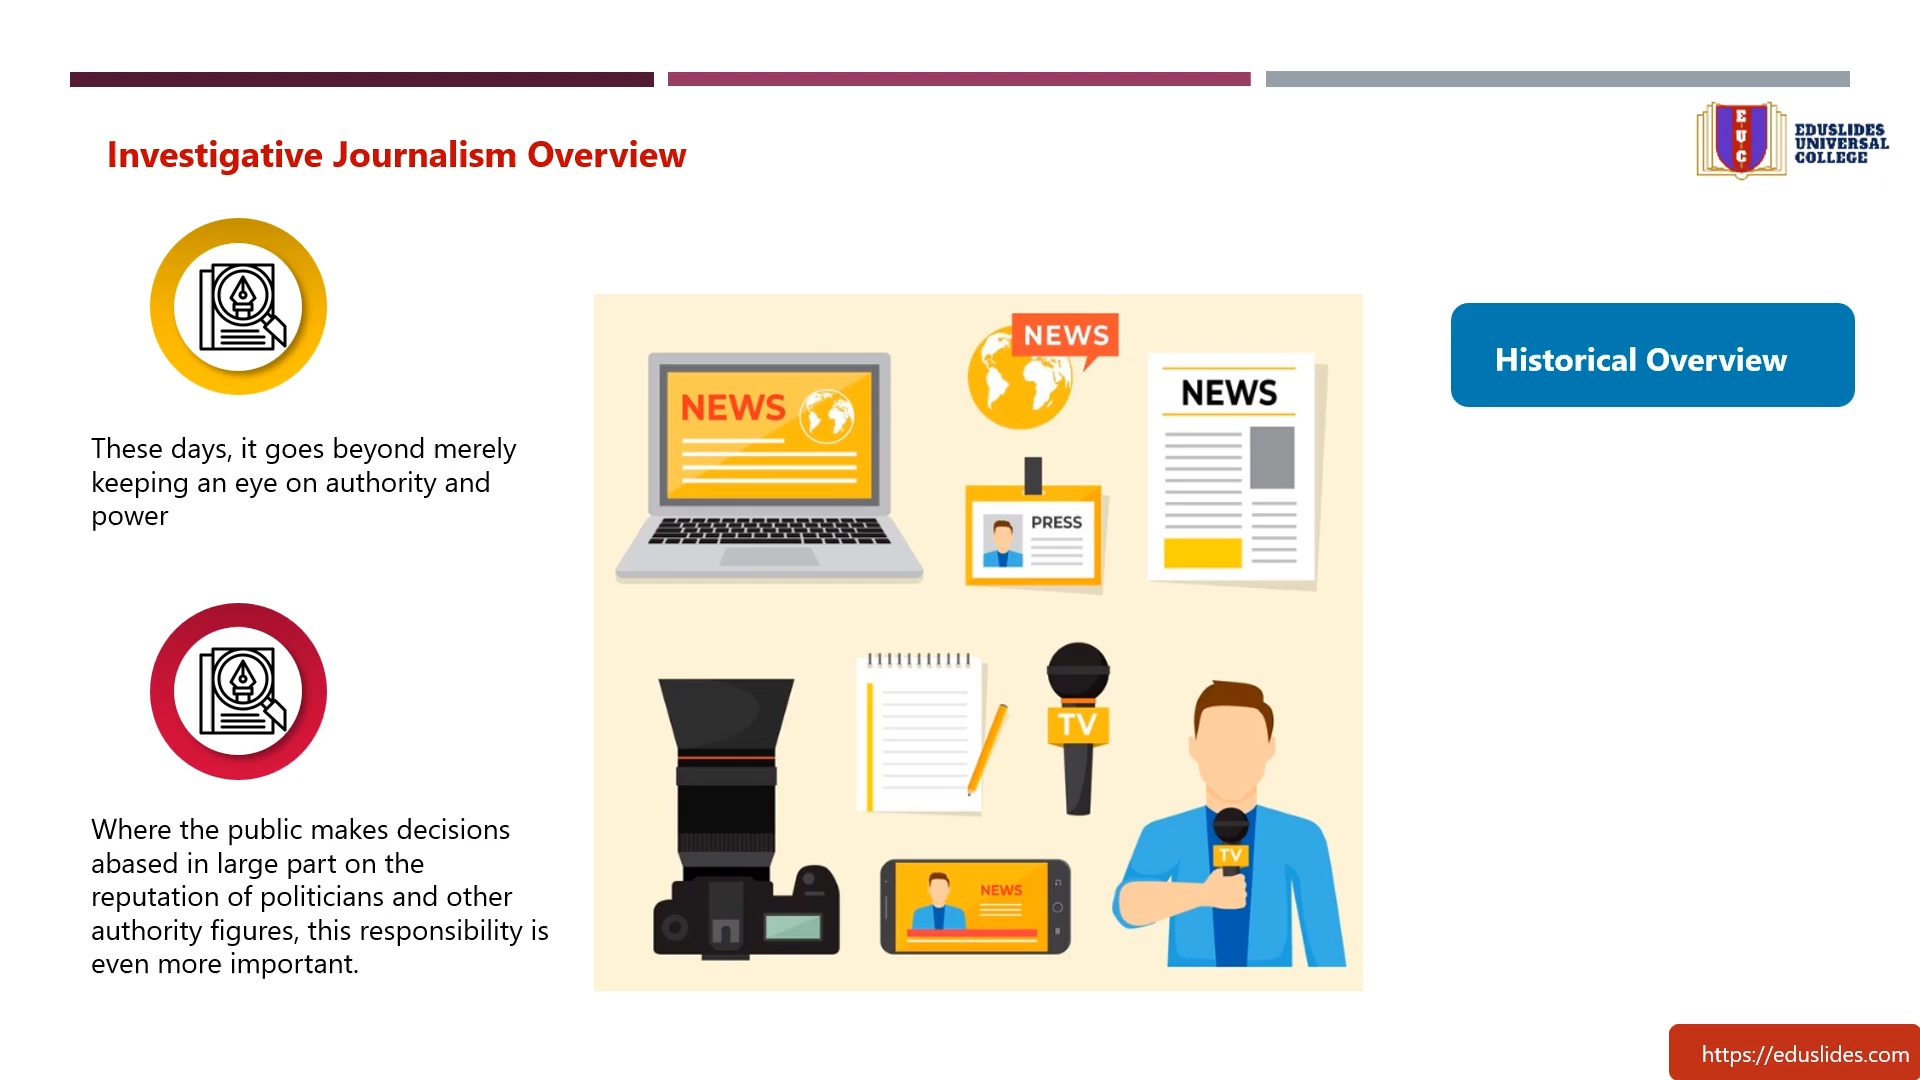 Investigative Journalism Overview
E
U
C
EDUSLIDES
UNIVERSAL
COLLEGE
These days, it goes beyond merely
keeping an eye on authority and
power
Where the public makes decisions
abased in large part on the
reputation of politicians and other
authority figures, this responsibility is
even more important.
NEWS
NEWS
NEWS
PRESS
TV
TV
NEWS
Historical Overview
https://eduslides.com